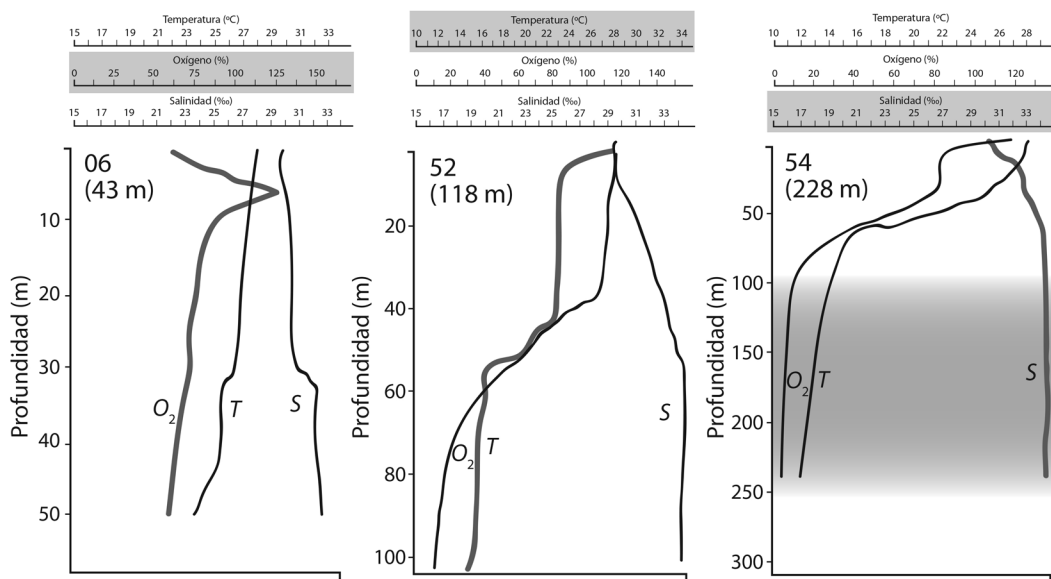 Temperatura (ºC)
15 17 19 21 23 25 27 29 31 33
Oxígeno (%)
0 25 50 75 100 125 150
Salinidad (‰)
15 17 19 21 23 25 27 29 31 33
06
(43 m)
10
20
30
40
50
Profundidad (m)
O2
T
S
Temperatura (ºC)
10 12 14 16 18 20 22 24 26 28 30 32 34
Oxígeno (%)
0 20 40 60 80 100 120 140
Salinidad (‰)
15 17 19 21 23 25 27 29 31 33
52
(118 m)
20
40
60
80
100
Profundidad (m)
O2
T
S
Temperatura (ºC)
10 12 14 16 18 20 22 24 26 28
Oxígeno (%)
0 20 40 60 80 100 120
Salinidad (‰)
15 17 19 21 23 25 27 29 31 33
54
(228 m)
50
100
150
200
250
300
Profundidad (m)
O2
T
S